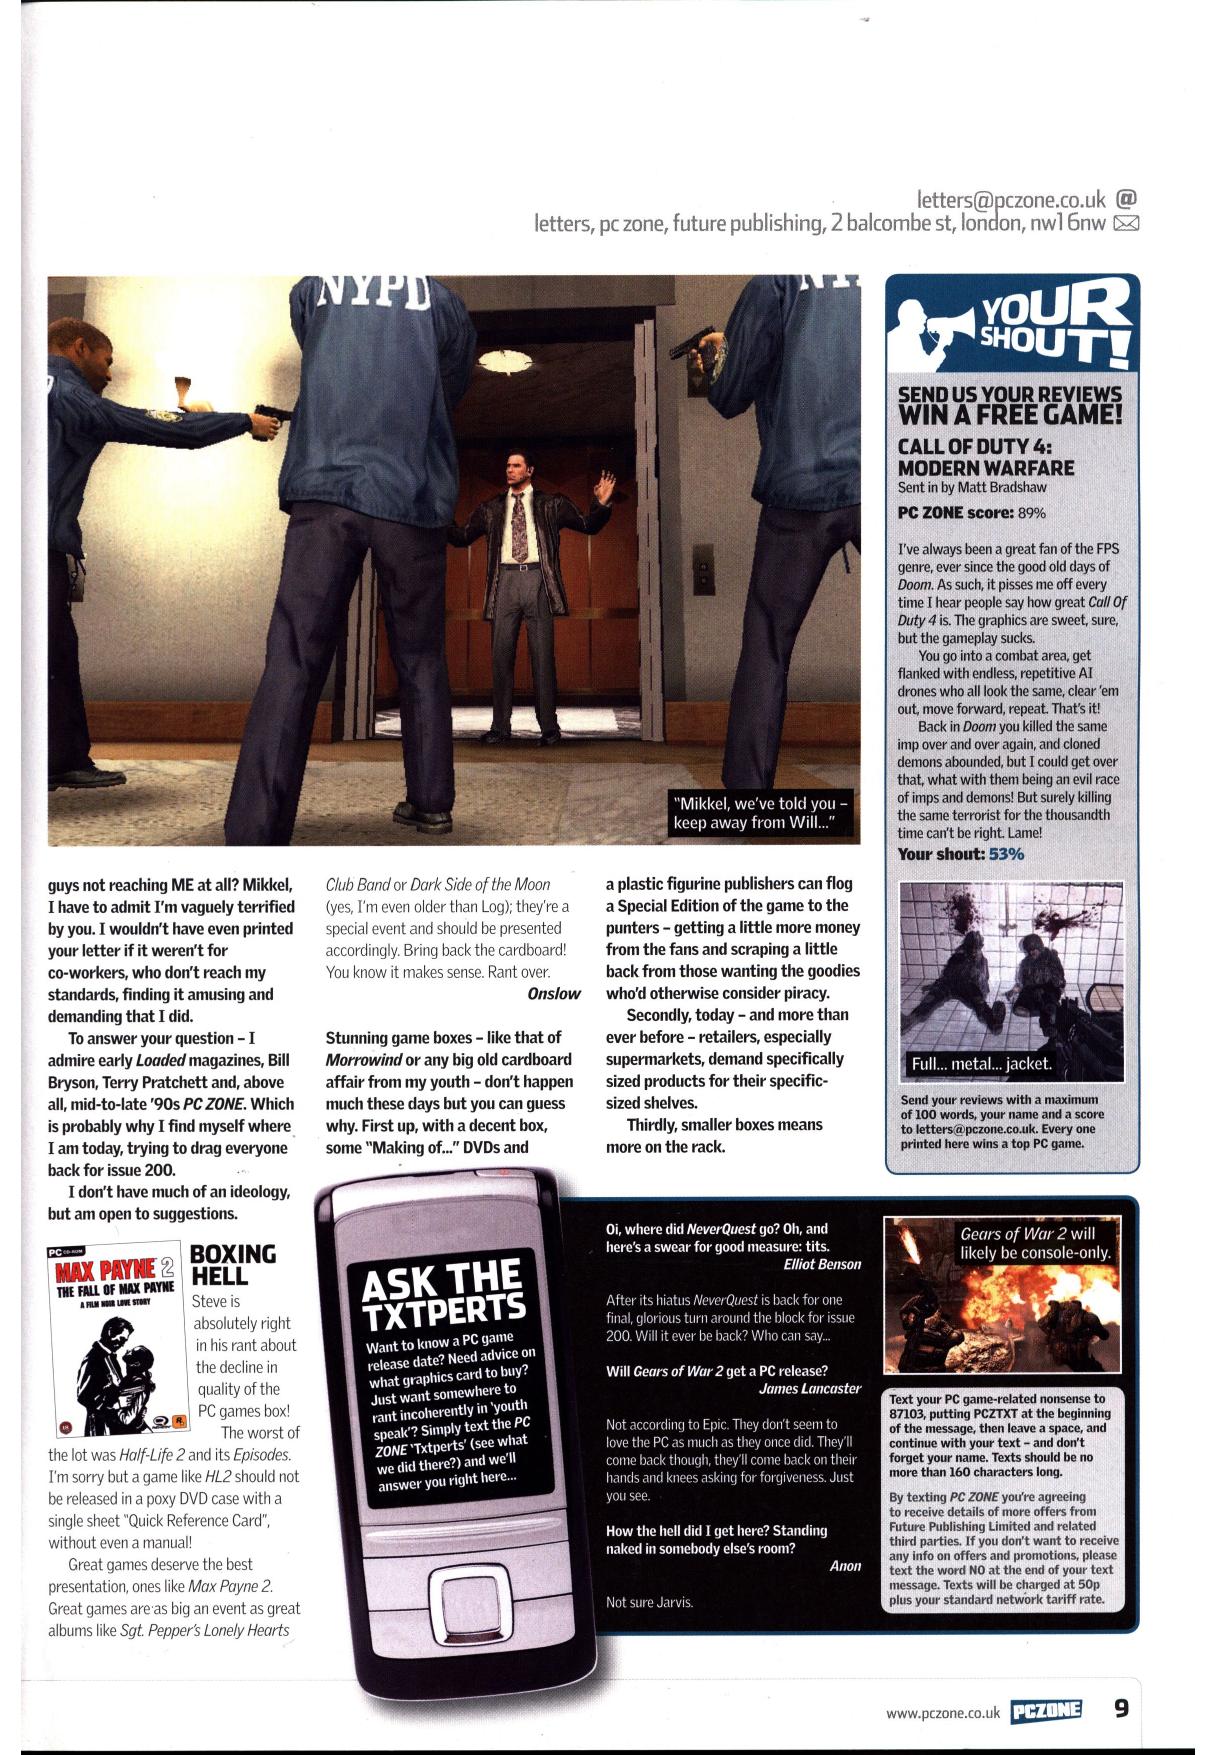 letters@pczone.co.uk @
letters, pc zone, future publishing, 2 balcombe st, london, nw1 6nw
NYPD
"Mikkel, we've told you –
keep away from Will..."
guys not reaching ME at all? Mikkel,
I have to admit I'm vaguely terrified
by you. I wouldn't have even printed
your letter if it weren't for
co-workers, who don't reach my
standards, finding it amusing and
demanding that I did.
To answer your question – I
admire early Loaded magazines, Bill
Bryson, Terry Pratchett and, above
all, mid-to-late '90s PC ZONE. Which
is probably why I find myself where
I am today, trying to drag everyone
back for issue 200.
I don't have much of an ideology,
but am open to suggestions.
PC CD-ROM
MAX PAYNE 2
THE FALL OF MAX PAYNE
A FILM NOIR LOVE STORY
18
R
BOXING
HELL
Steve is
absolutely right
in his rant about
the decline in
quality of the
PC games box!
The worst of
the lot was Half-Life 2 and its Episodes.
I'm sorry but a game like HL2 should not
be released in a poxy DVD case with a
single sheet "Quick Reference Card",
without even a manual!
Great games deserve the best
presentation, ones like Max Payne 2.
Great games are as big an event as great
albums like Sgt. Pepper's Lonely Hearts
Club Band or Dark Side of the Moon
(yes, I'm even older than Log); they're a
special event and should be presented
accordingly. Bring back the cardboard!
You know it makes sense. Rant over.
Onslow
Stunning game boxes – like that of
Morrowind or any big old cardboard
affair from my youth – don't happen
much these days but you can guess
why. First up, with a decent box,
some "Making of..." DVDs and
a plastic figurine publishers can flog
a Special Edition of the game to the
punters – getting a little more money
from the fans and scraping a little
back from those wanting the goodies
who'd otherwise consider piracy.
Secondly, today – and more than
ever before – retailers, especially
supermarkets, demand specifically
sized products for their specific-
sized shelves.
Thirdly, smaller boxes means
more on the rack.
YOUR
SHOUT!
SEND US YOUR REVIEWS
WIN A FREE GAME!
CALL OF DUTY 4:
MODERN WARFARE
Sent in by Matt Bradshaw
PC ZONE score: 89%
I've always been a great fan of the FPS
genre, ever since the good old days of
Doom. As such, it pisses me off every
time I hear people say how great Call Of
Duty 4 is. The graphics are sweet, sure,
but the gameplay sucks.
You go into a combat area, get
flanked with endless, repetitive AI
drones who all look the same, clear 'em
out, move forward, repeat. That's it!
Back in Doom you killed the same
imp over and over again, and cloned
demons abounded, but I could get over
that, what with them being an evil race
of imps and demons! But surely killing
the same terrorist for the thousandth
time can't be right. Lame!
Your shout: 53%
Full... metal... jacket.
Send your reviews with a maximum
of 100 words, your name and a score
to letters@pczone.co.uk. Every one
printed here wins a top PC game.
ASK THE
TXTPERTS
Want to know a PC game
release date? Need advice on
what graphics card to buy?
Just want somewhere to
rant incoherently in 'youth
speak'? Simply text the PC
ZONE 'Txtperts' (see what
we did there?) and we'll
answer you right here...
Oi, where did NeverQuest go? Oh, and
here's a swear for good measure: tits.
Elliot Benson
After its hiatus NeverQuest is back for one
final, glorious turn around the block for issue
200. Will it ever be back? Who can say...
Will Gears of War 2 get a PC release?
James Lancaster
Not according to Epic. They don't seem to
love the PC as much as they once did. They'll
come back though, they'll come back on their
hands and knees asking for forgiveness. Just
you see.
How the hell did I get here? Standing
naked in somebody else's room?
Anon
Not sure Jarvis.
Gears of War 2 will
likely be console-only.
Text your PC game-related nonsense to
87103, putting PCZTXT at the beginning
of the message, then leave a space, and
continue with your text – and don't
forget your name. Texts should be no
more than 160 characters long.
By texting PC ZONE you're agreeing
to receive details of more offers from
Future Publishing Limited and related
third parties. If you don't want to receive
any info on offers and promotions, please
text the word NO at the end of your text
message. Texts will be charged at 50p
plus your standard network tariff rate.
www.pczone.co.uk PCZONE 9